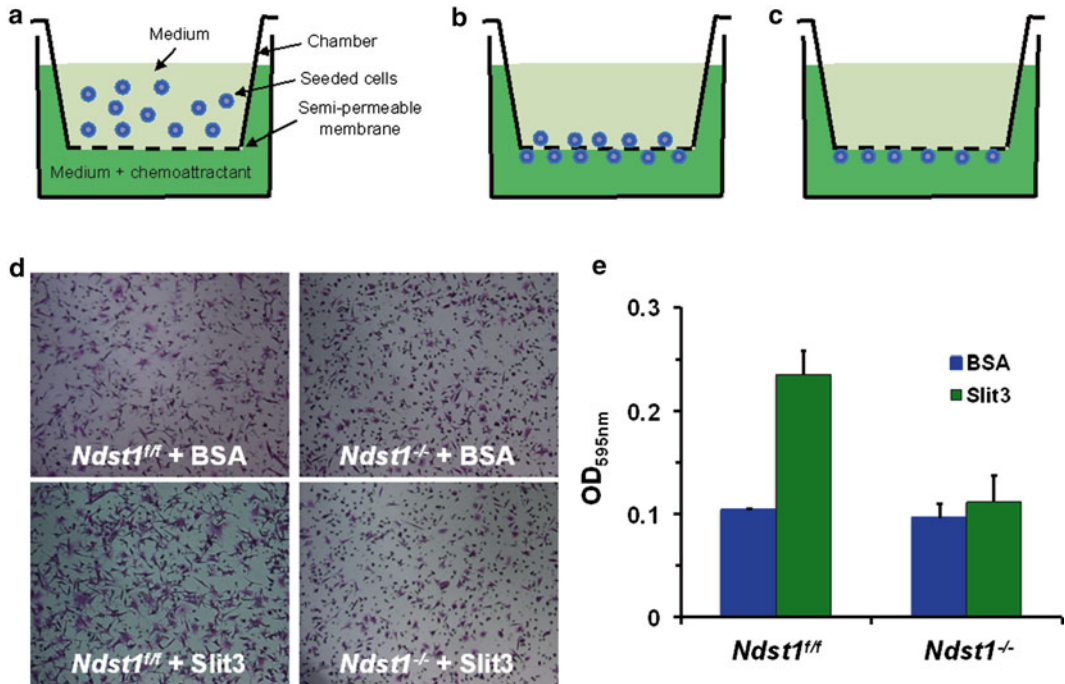 a
Medium
Chamber
Seeded cells
Semi-permeable
membrane
Medium + chemoattractant
b
c
d
Ndst1f/f + BSA
Ndst1-/- + BSA
Ndst1f/f + Slit3
Ndst1-/- + Slit3
e
0.3
0.2
0.1
0
OD595nm
BSA
Slit3
Ndst1f/f
Ndst1-/-